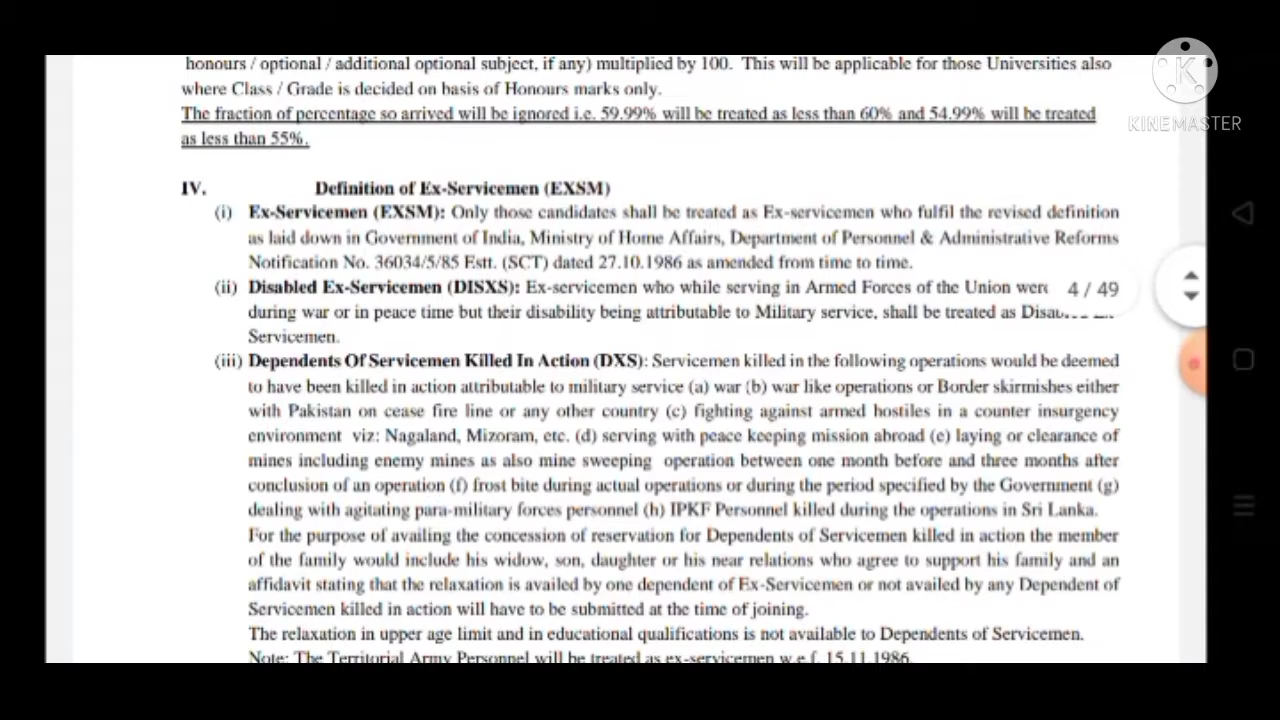 honours / optional / additional optional subject, if any) multiplied by 100. This will be applicable for those Universities also
where Class / Grade is decided on basis of Honours marks only.
The fraction of percentage so arrived will be ignored i.e. 59.99% will be treated as less than 60% and 54.99% will be treated
as less than 55%.
IV. Definition of Ex-Servicemen (EXSM)
(i) Ex-Servicemen (EXSM): Only those candidates shall be treated as Ex-servicemen who fulfil the revised definition
as laid down in Government of India, Ministry of Home Affairs, Department of Personnel & Administrative Reforms
Notification No. 36034/5/85 Estt. (SCT) dated 27.10.1986 as amended from time to time.
(ii) Disabled Ex-Servicemen (DISXS): Ex-servicemen who while serving in Armed Forces of the Union were
during war or in peace time but their disability being attributable to Military service, shall be treated as
Servicemen.
(iii) Dependents Of Servicemen Killed In Action (DXS): Servicemen killed in the following operations would be deemed
to have been killed in action attributable to military service (a) war (b) war like operations or Border skirmishes either
with Pakistan on cease fire line or any other country (c) fighting against armed hostiles in a counter insurgency
environment viz: Nagaland, Mizoram, etc. (d) serving with peace keeping mission abroad (e) laying or clearance of
mines including enemy mines as also mine sweeping operation between one month before and three months after
conclusion of an operation (f) frost bite during actual operations or during the period specified by the Government (g)
dealing with agitating para-military forces personnel (h) IPKF Personnel killed during the operations in Sri Lanka.
For the purpose of availing the concession of reservation for Dependents of Servicemen killed in action the member
of the family would include his widow, son, daughter or his near relations who agree to support his family and an
affidavit stating that the relaxation is availed by one dependent of Ex-Servicemen or not availed by any Dependent of
Servicemen killed in action will have to be submitted at the time of joining.
The relaxation in upper age limit and in educational qualifications is not available to Dependents of Servicemen.
Note: The Territorial Army Personnel will be treated as ex-servicemen w.e.f. 15.11.1986.
4 / 49
K
KINEMASTER